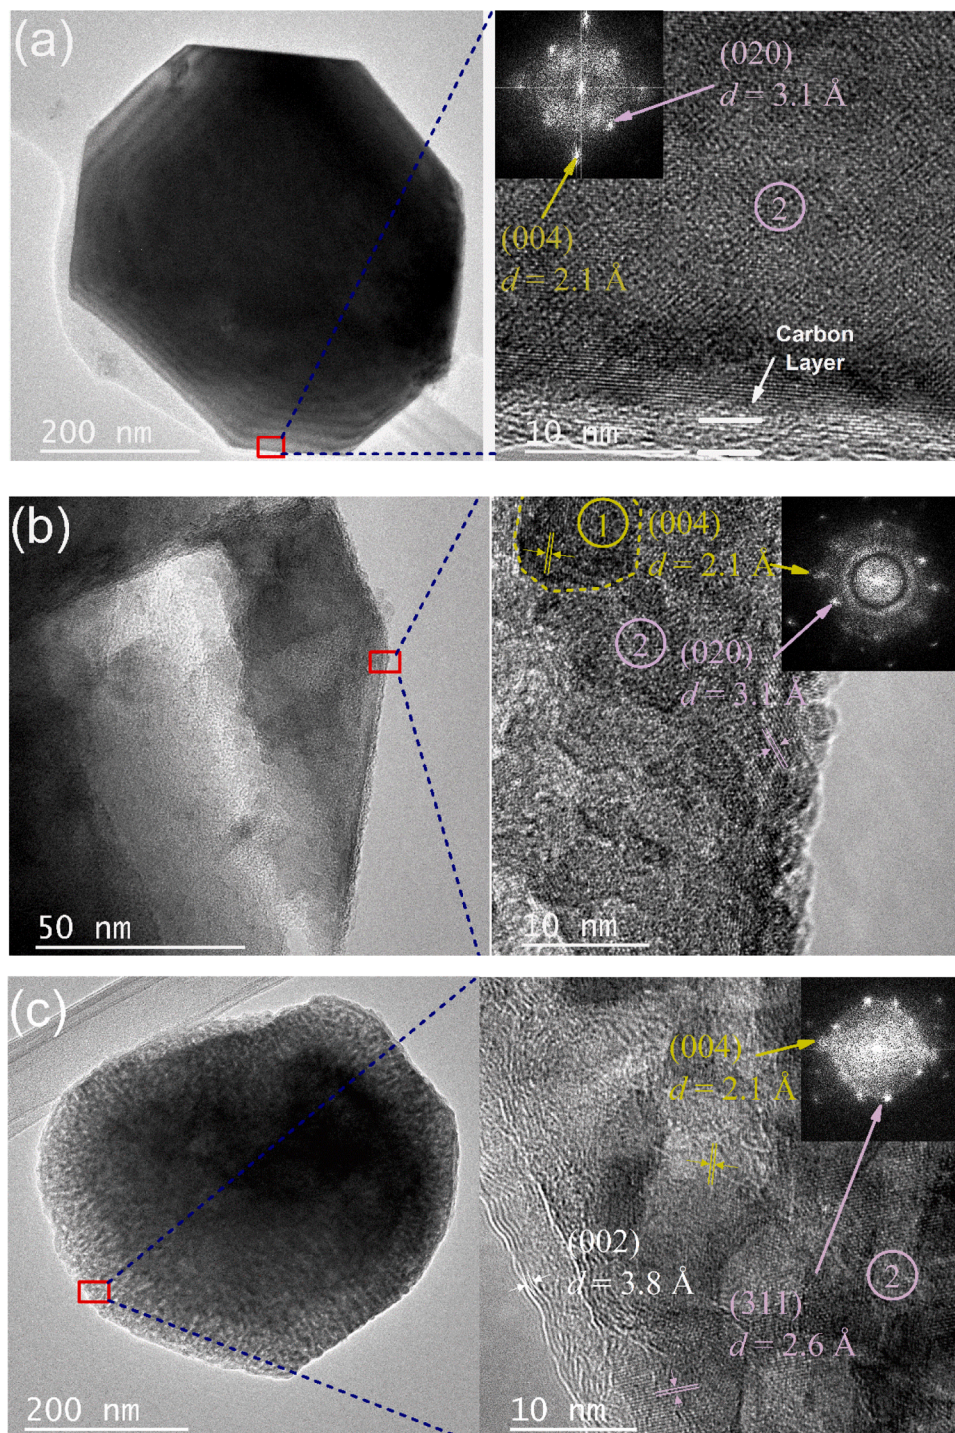 (a)
200 nm
(020)
d = 3.1 Å
2
(004)
d = 2.1 Å
Carbon
Layer
10 nm
(b)
50 nm
1
(004)
d = 2.1 Å
2
(020)
d = 3.1 Å
10 nm
(c)
200 nm
(004)
d = 2.1 Å
(002)
d = 3.8 Å
2
(311)
d = 2.6 Å
10 nm